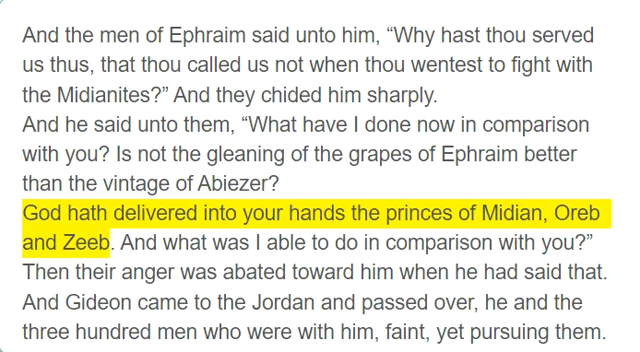 And the men of Ephraim said unto him, “Why hast thou served
us thus, that thou called us not when thou wentest to fight with
the Midianites?” And they chided him sharply.
And he said unto them, “What have I done now in comparison
with you? Is not the gleaning of the grapes of Ephraim better
than the vintage of Abiezer?
God hath delivered into your hands the princes of Midian, Oreb
and Zeeb. And what was I able to do in comparison with you?”
Then their anger was abated toward him when he had said that.
And Gideon came to the Jordan and passed over, he and the
three hundred men who were with him, faint, yet pursuing them.